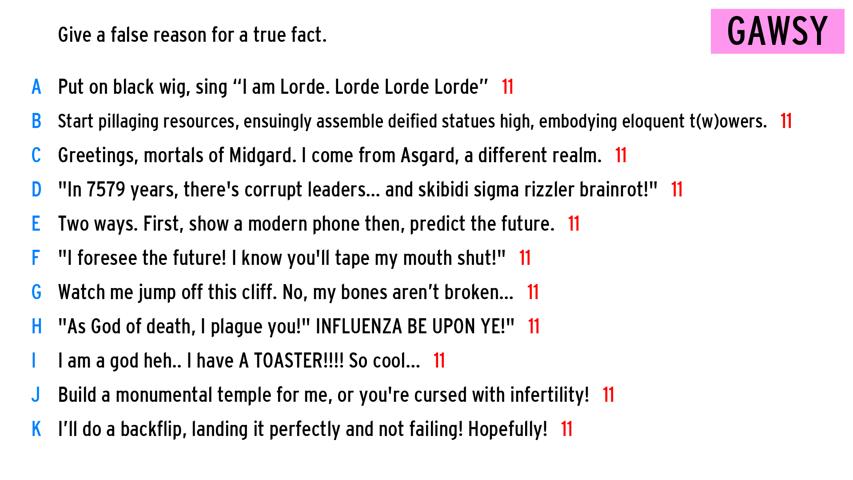 Give a false reason for a true fact.
GAWSY
A Put on black wig, sing “I am Lorde. Lorde Lorde Lorde” 11
B Start pillaging resources, ensuingly assemble deified statues high, embodying eloquent t(w)owers. 11
C Greetings, mortals of Midgard. I come from Asgard, a different realm. 11
D "In 7579 years, there's corrupt leaders... and skibidi sigma rizzler brainrot!" 11
E Two ways. First, show a modern phone then, predict the future. 11
F "I foresee the future! I know you'll tape my mouth shut!" 11
G Watch me jump off this cliff. No, my bones aren’t broken... 11
H "As God of death, I plague you!" INFLUENZA BE UPON YE!" 11
I I am a god heh.. I have A TOASTER!!!! So cool... 11
J Build a monumental temple for me, or you're cursed with infertility! 11
K I’ll do a backflip, landing it perfectly and not failing! Hopefully! 11